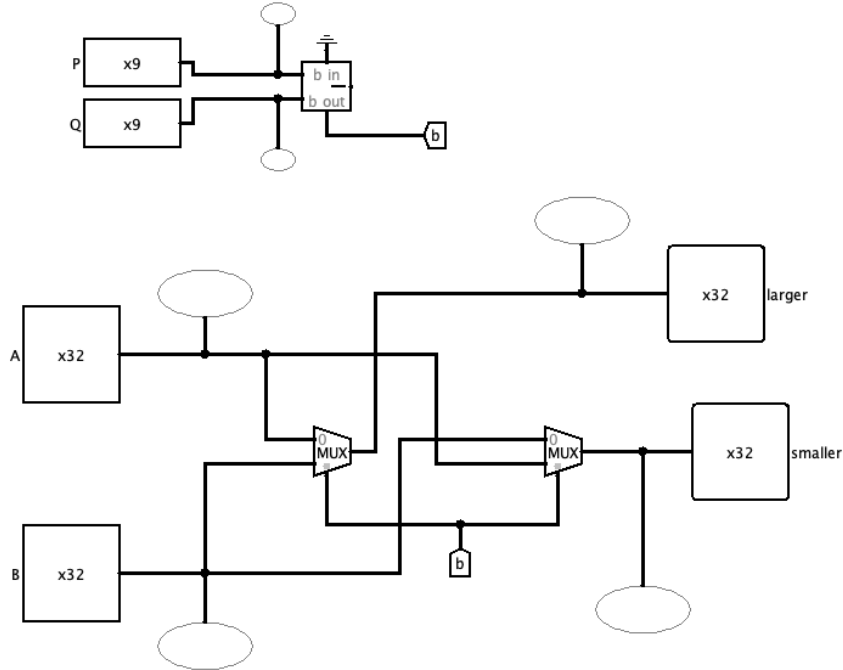 P
x9
b in
—
b out
Q
x9
b
x32
larger
A
x32
0
MUX
0
MUX
x32
smaller
b
B
x32